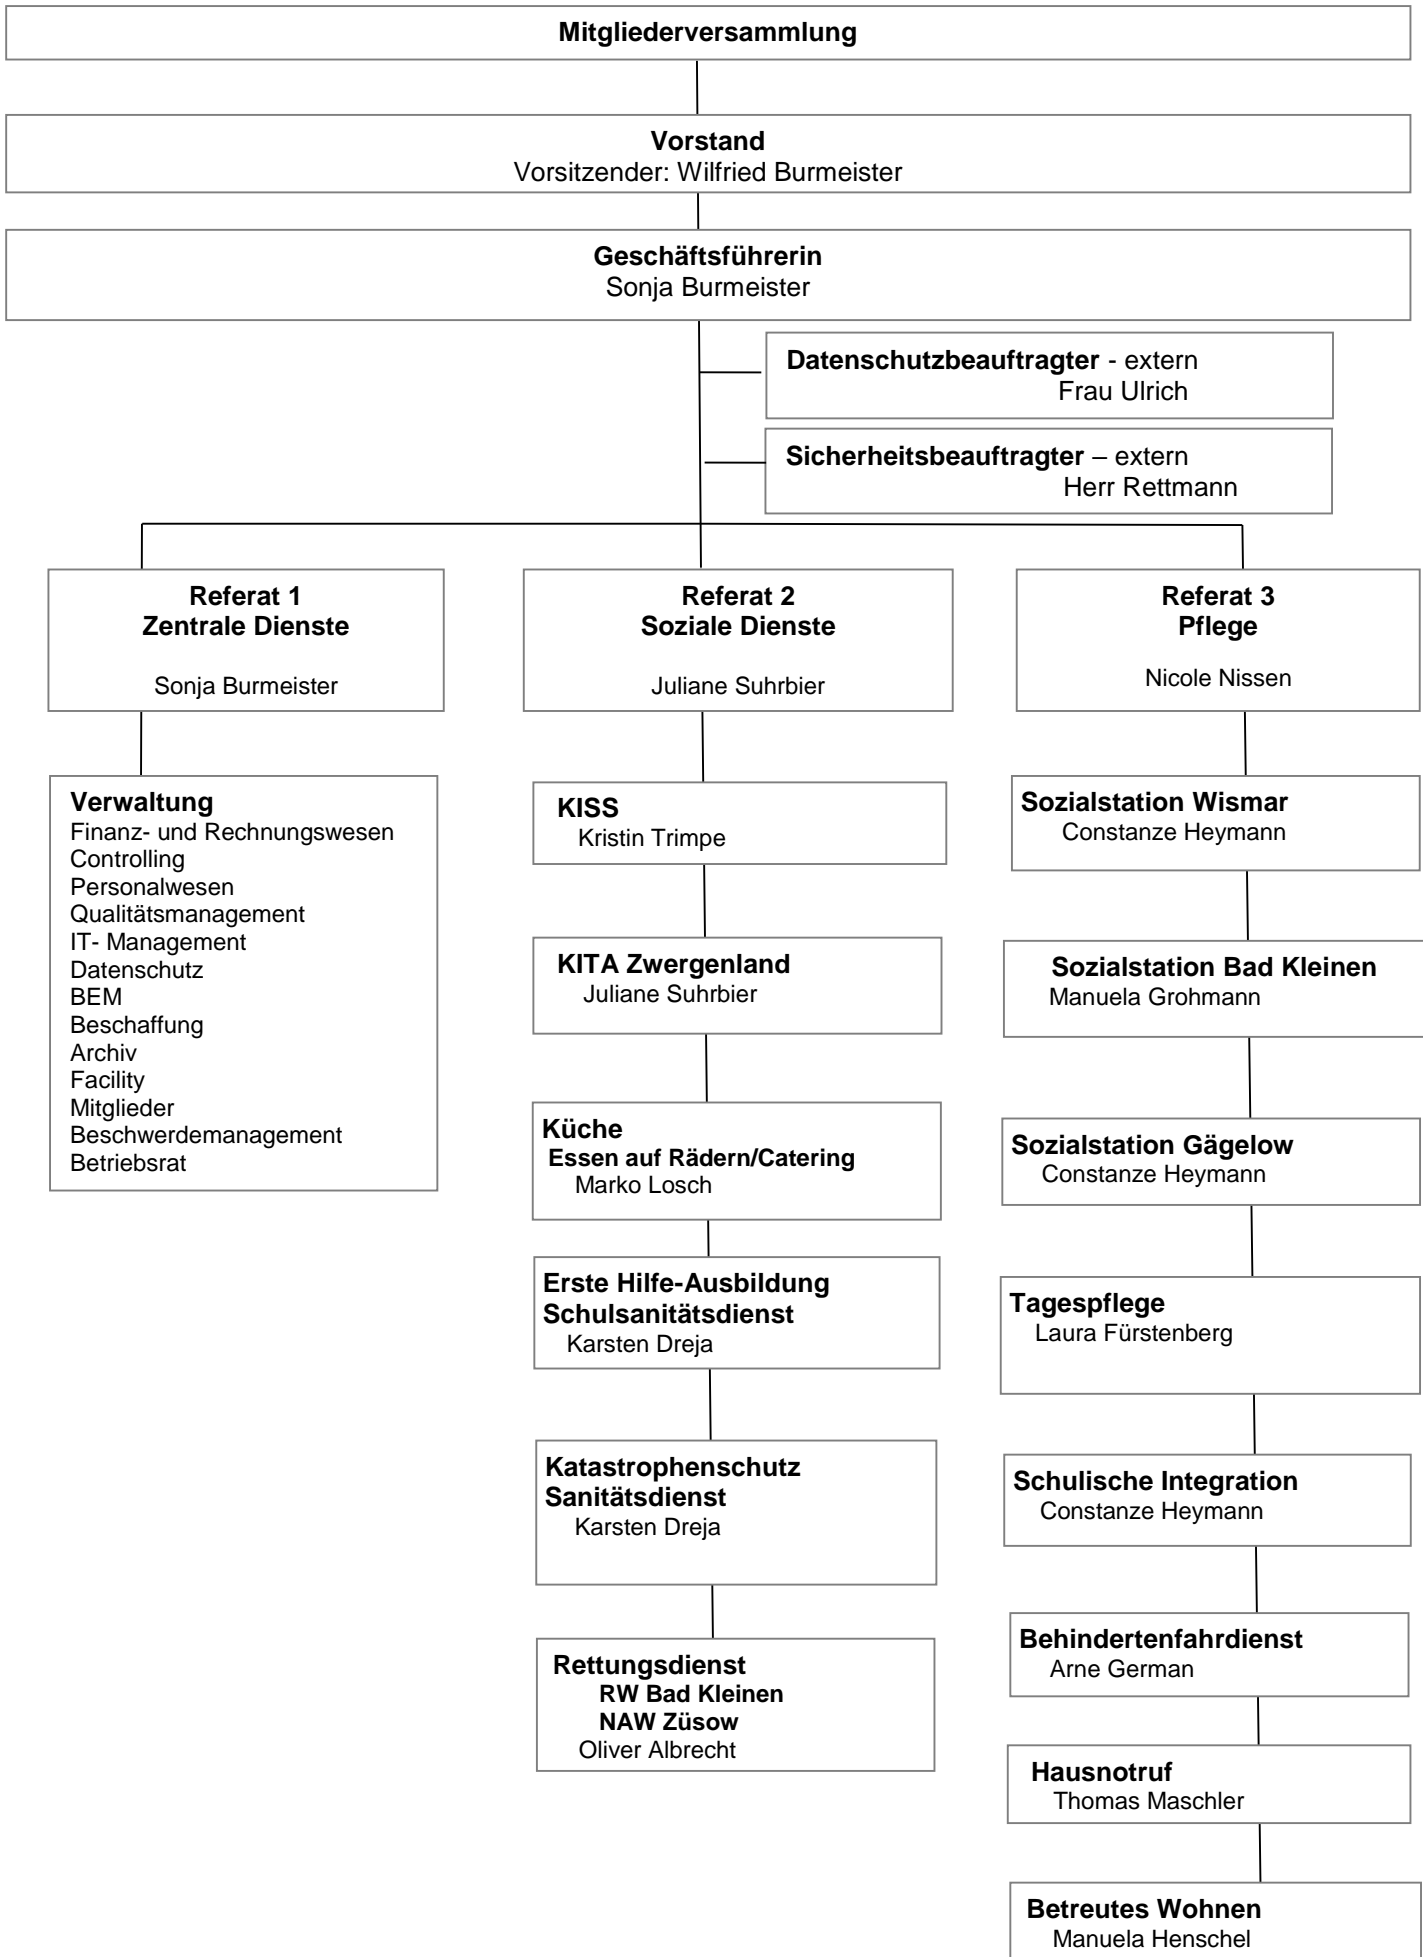 Mitgliederversammlung
Vorstand
Vorsitzender: Wilfried Burmeister
Geschäftsführerin
Sonja Burmeister
Datenschutzbeauftragter - extern
Frau Ulrich
Sicherheitsbeauftragter – extern
Herr Rettmann
Referat 1
Zentrale Dienste
Sonja Burmeister
Verwaltung
Finanz- und Rechnungswesen
Controlling
Personalwesen
Qualitätsmanagement
IT- Management
Datenschutz
BEM
Beschaffung
Archiv
Facility
Mitglieder
Beschwerdemanagement
Betriebsrat
Referat 2
Soziale Dienste
Juliane Suhrbier
KISS
Kristin Trimpe
KITA Zwergenland
Juliane Suhrbier
Küche
Essen auf Rädern/Catering
Marko Losch
Erste Hilfe-Ausbildung
Schulsanitätsdienst
Karsten Dreja
Katastrophenschutz
Sanitätsdienst
Karsten Dreja
Rettungsdienst
RW Bad Kleinen
NAW Züsow
Oliver Albrecht
Referat 3
Pflege
Nicole Nissen
Sozialstation Wismar
Constanze Heymann
Sozialstation Bad Kleinen
Manuela Grohmann
Sozialstation Gägelow
Constanze Heymann
Tagespflege
Laura Fürstenberg
Schulische Integration
Constanze Heymann
Behindertenfahrdienst
Arne German
Hausnotruf
Thomas Maschler
Betreutes Wohnen
Manuela Henschel